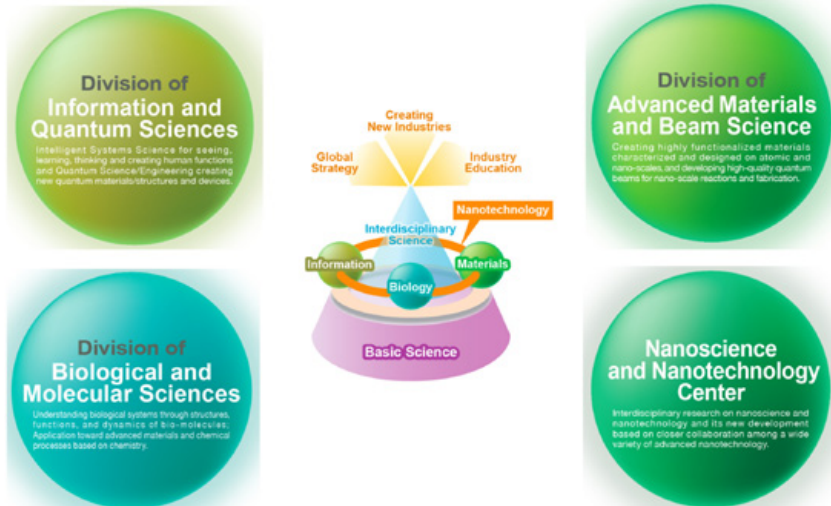 Division of
Information and
Quantum Sciences
Intelligent Systems Science for seeing,
learning, thinking and creating human functions
and Quantum Science/Engineering creating
new quantum materials/structures and devices.
Creating
New Industries
Global
Strategy
Industry
Education
Nanotechnology
Interdisciplinary
Science
Information
Materials
Biology
Basic Science
Division of
Advanced Materials
and Beam Science
Creating highly functionalized materials
characterized and designed on atomic and
nano-scales, and developing high-quality quantum
beams for nano-scale reactions and fabrication.
Division of
Biological and
Molecular Sciences
Understanding biological systems through structures,
functions, and dynamics of bio-molecules;
Application toward advanced materials and chemical
processes based on chemistry.
Nanoscience
and Nanotechnology
Center
Interdisciplinary research on nanoscience and
nanotechnology and its new development
based on closer collaboration among a wide
variety of advanced nanotechnology.